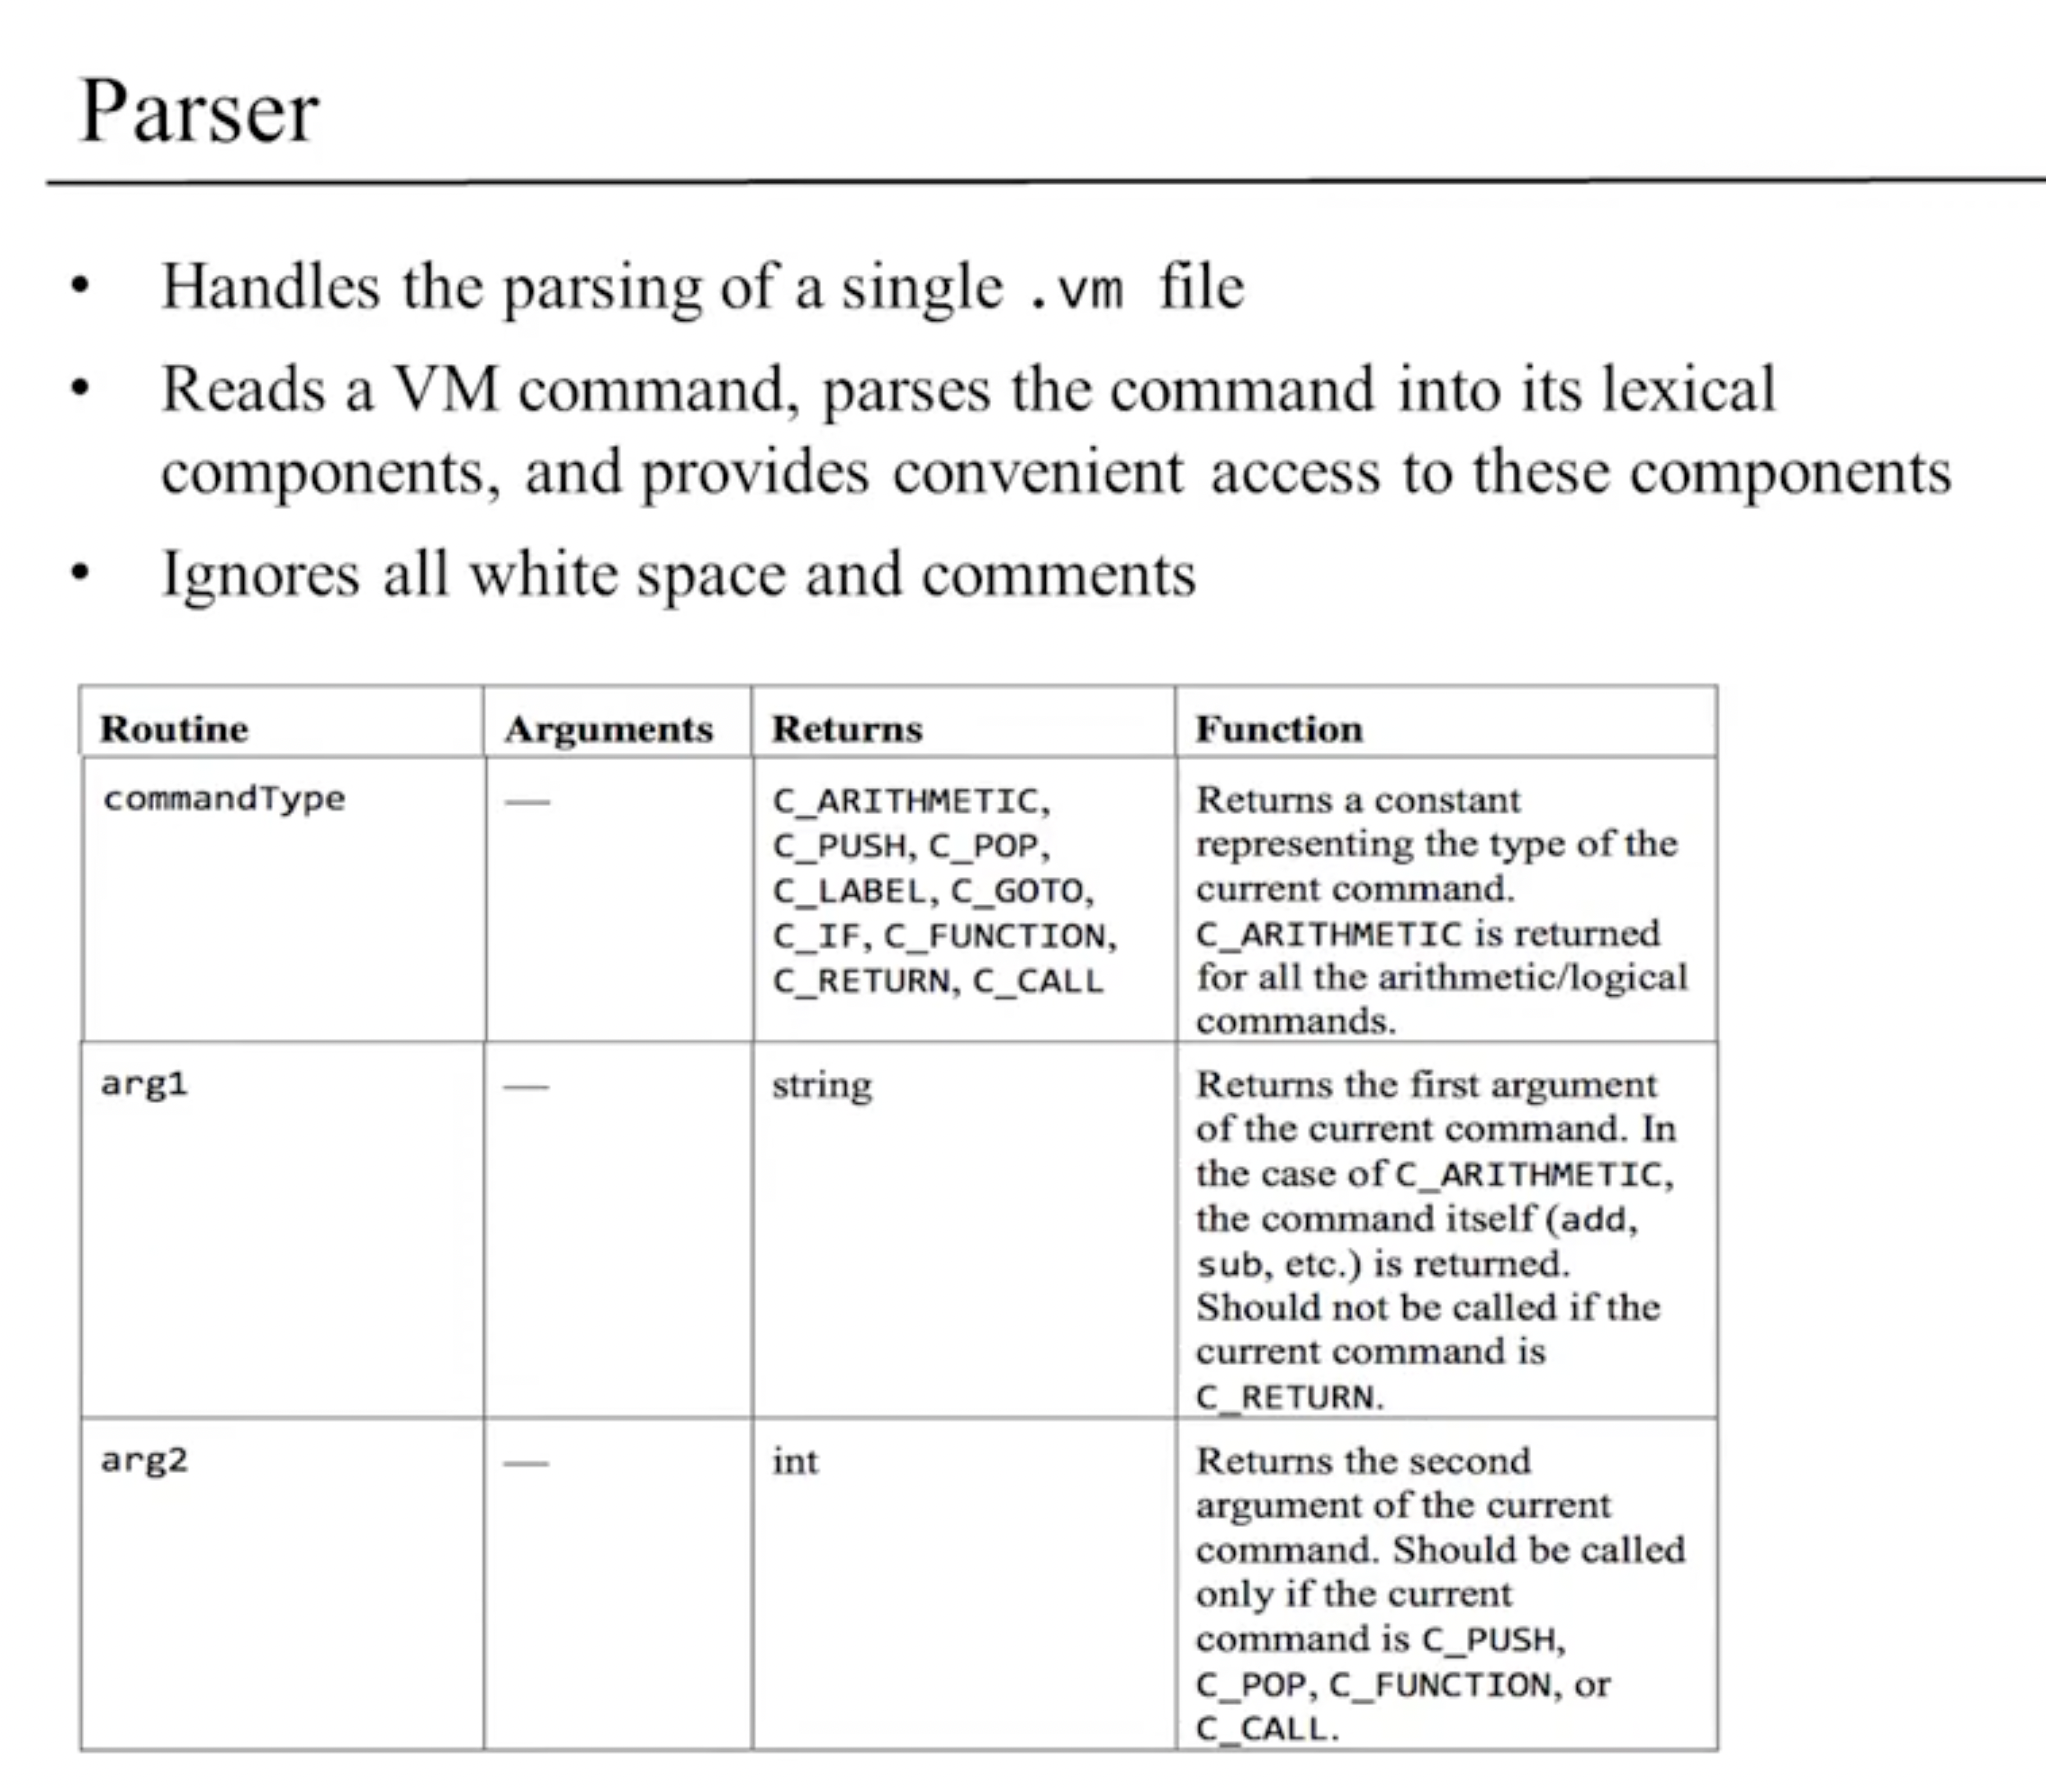 Parser
• Handles the parsing of a single .vm file
• Reads a VM command, parses the command into its lexical
components, and provides convenient access to these components
• Ignores all white space and comments
Routine Arguments Returns Function
commandType — C_ARITHMETIC,
C_PUSH, C_POP,
C_LABEL, C_GOTO,
C_IF, C_FUNCTION,
C_RETURN, C_CALL
Returns a constant
representing the type of the
current command.
C_ARITHMETIC is returned
for all the arithmetic/logical
commands.
arg1 — string
Returns the first argument
of the current command. In
the case of C_ARITHMETIC,
the command itself (add,
sub, etc.) is returned.
Should not be called if the
current command is
C_RETURN.
arg2 — int
Returns the second
argument of the current
command. Should be called
only if the current
command is C_PUSH,
C_POP, C_FUNCTION, or
C_CALL.